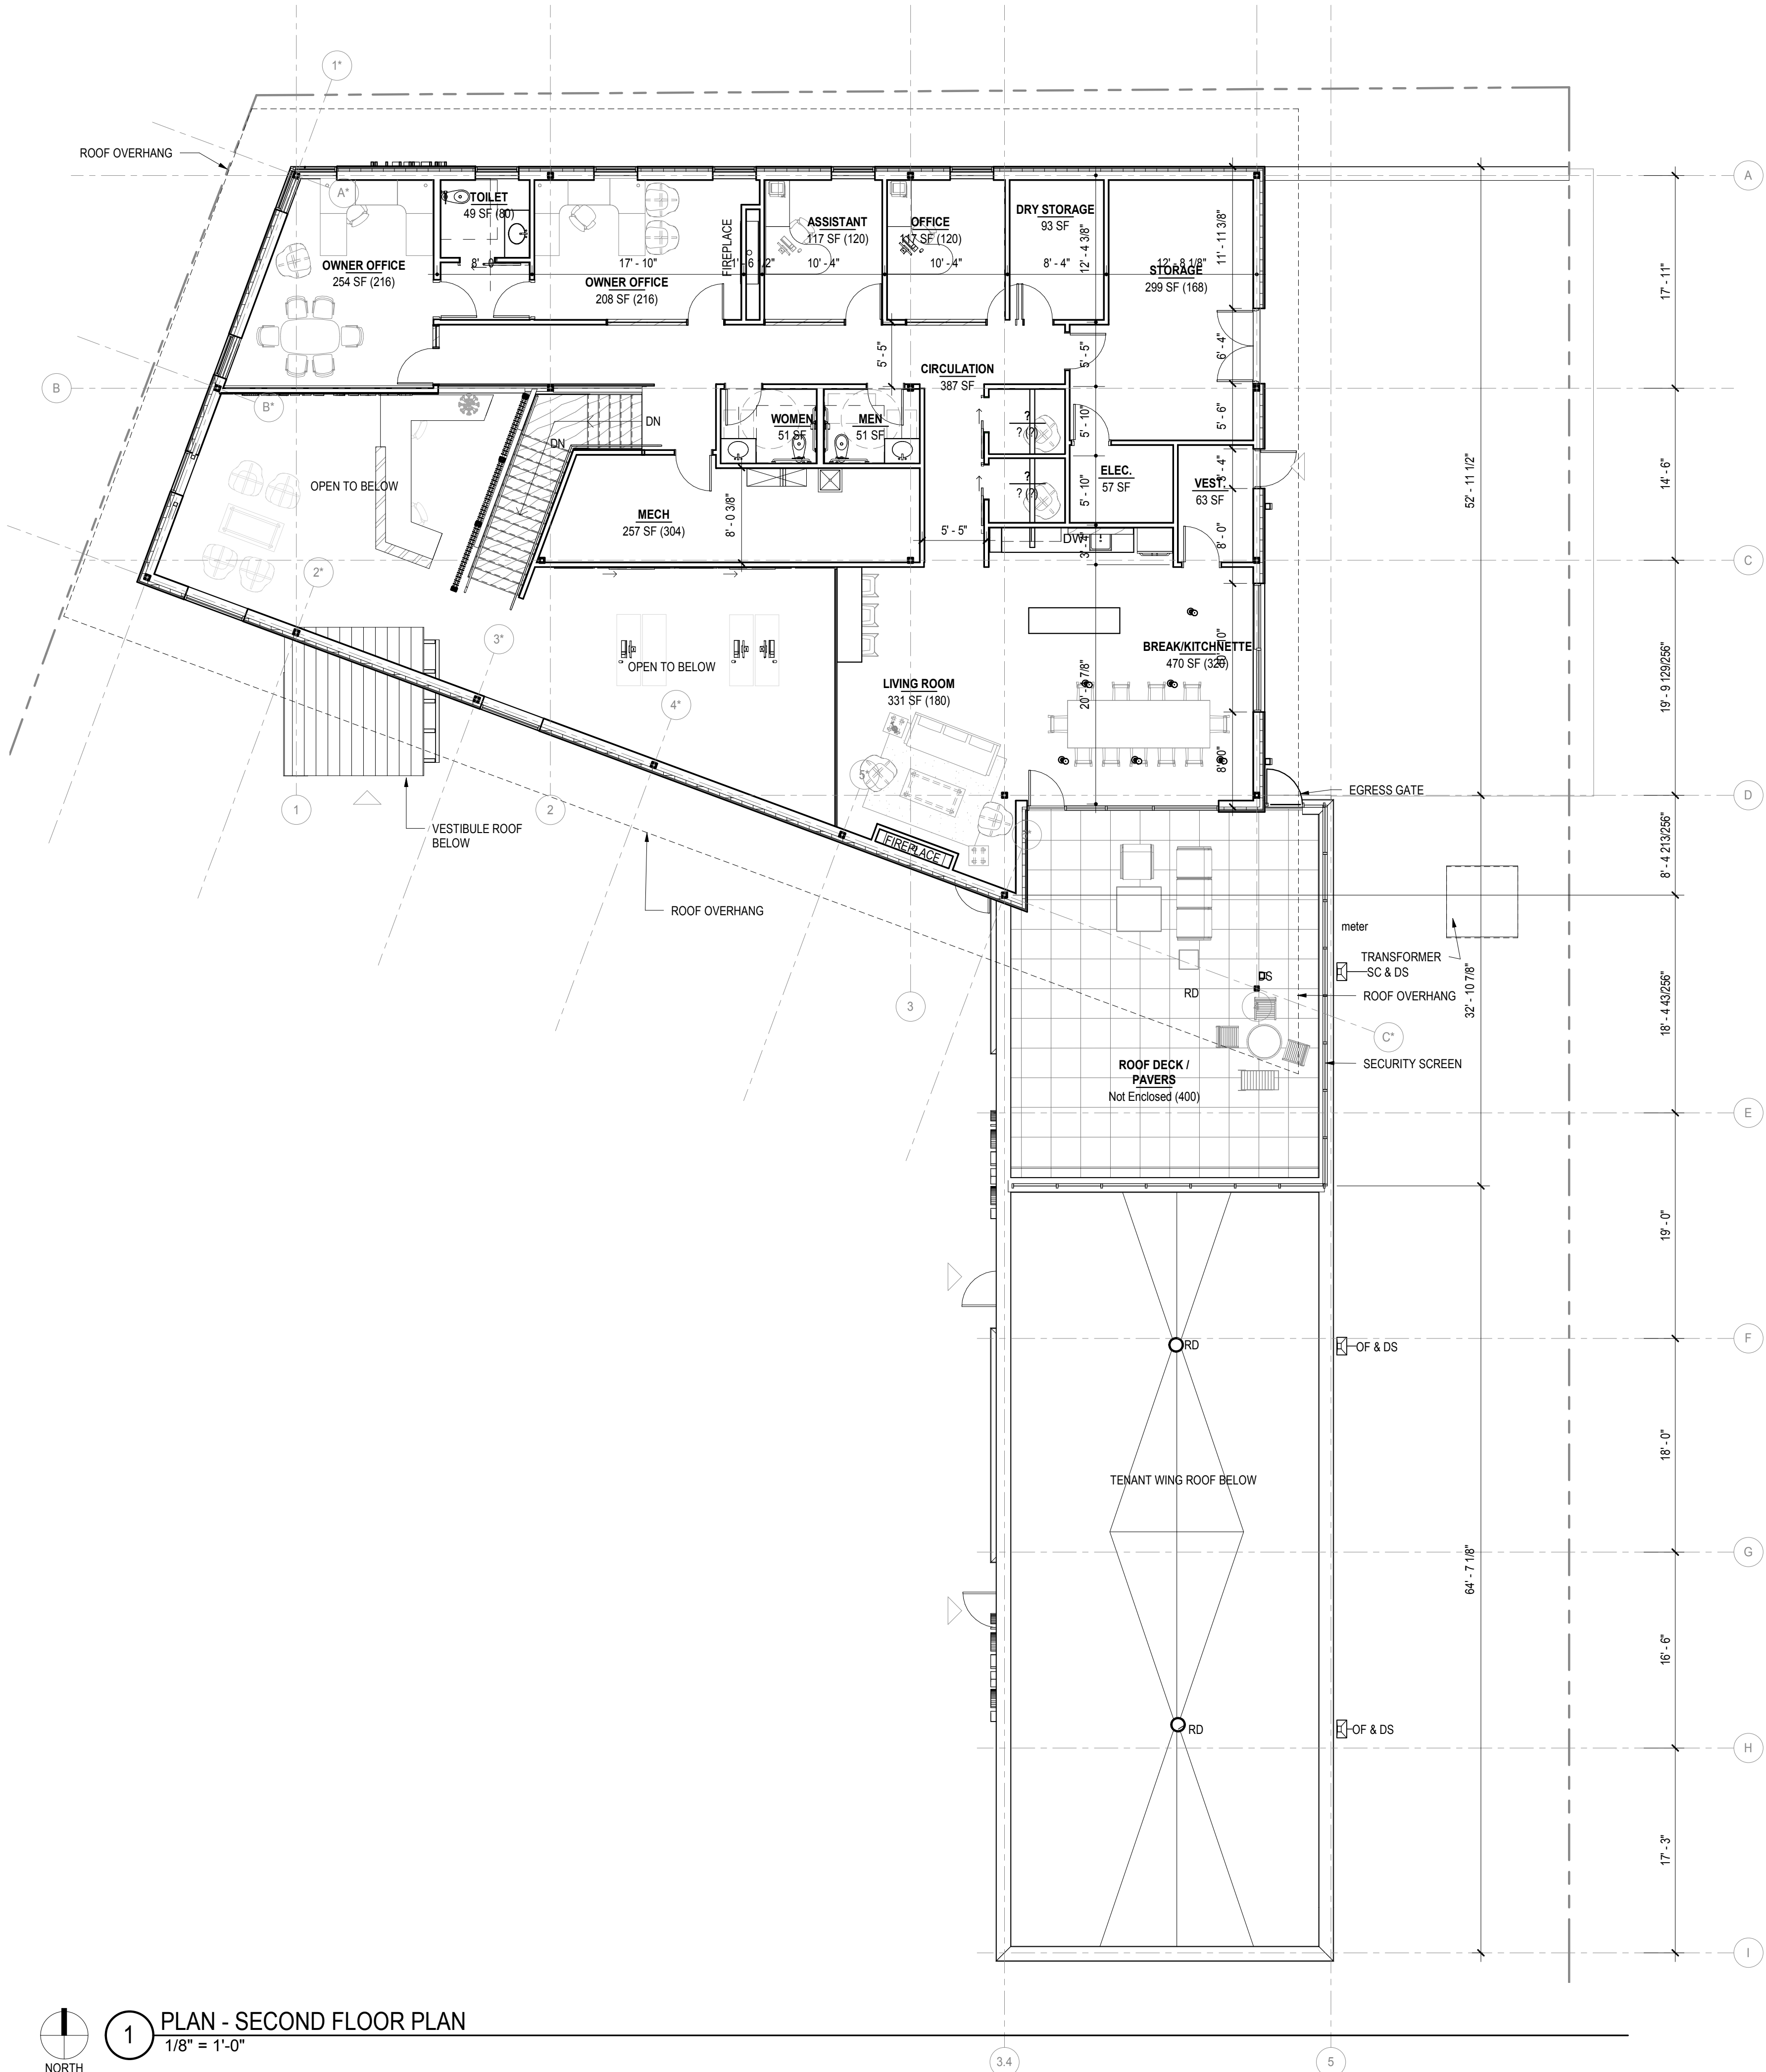 1*
ROOF OVERHANG
A
A*
TOILET
49 SF (80)
ASSISTANT
117 SF (120)
OFFICE
117 SF (120)
DRY STORAGE
93 SF
FIREPLACE
12' - 4 3/8"
11' - 11 3/8"
17' - 11"
OWNER OFFICE
254 SF (216)
17' - 10"
10' - 4"
10' - 4"
8' - 4"
12' - 8 1/8"
STORAGE
299 SF (168)
OWNER OFFICE
208 SF (216)
5' - 5"
5' - 5"
6' - 4"
CIRCULATION
387 SF
B
B*
B
DN
DN
WOMEN
51 SF
MEN
51 SF
?
? (?)
5' - 10"
5' - 6"
OPEN TO BELOW
ELEC.
57 SF
?
? (?)
5' - 10"
VEST.
63 SF
14' - 6"
52' - 11 1/2"
MECH
257 SF (304)
8' - 0 3/8"
5' - 5"
DW
8' - 0"
C
2*
3*
OPEN TO BELOW
BREAK/KITCHNETTE
470 SF (320)
LIVING ROOM
331 SF (180)
19' - 9 129/256"
4*
5*
1
2
D
EGRESS GATE
VESTIBULE ROOF
BELOW
FIREPLACE
8' - 4 213/256"
ROOF OVERHANG
meter
TRANSFORMER
SC & DS
DS
RD
ROOF OVERHANG
32' - 10 7/8"
18' - 4 43/256"
3
C*
SECURITY SCREEN
ROOF DECK /
PAVERS
Not Enclosed (400)
E
19' - 0"
RD
OF & DS
F
18' - 0"
TENANT WING ROOF BELOW
G
64' - 7 1/8"
16' - 6"
RD
OF & DS
H
17' - 3"
I
1
PLAN - SECOND FLOOR PLAN
1/8" = 1'-0"
NORTH
3.4
5